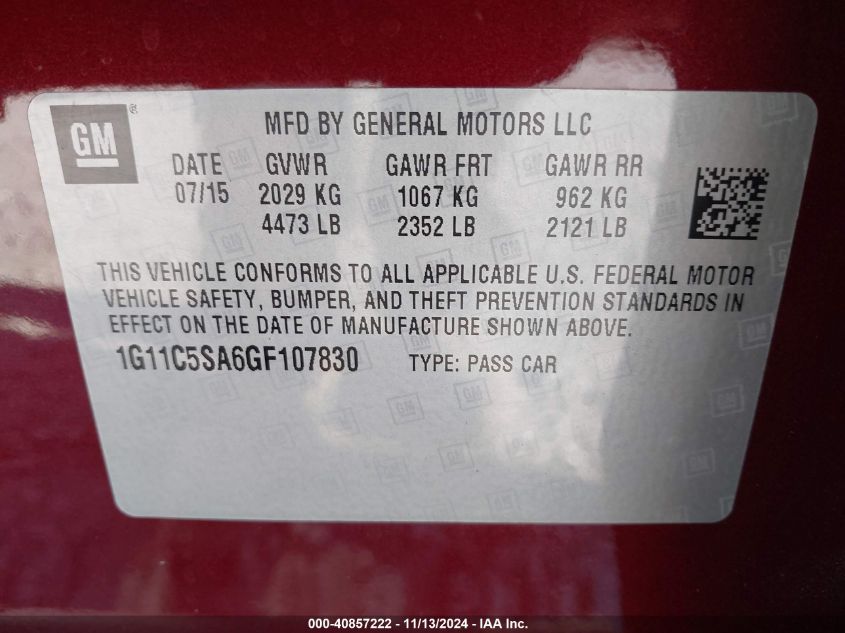 GM ®
MFD BY GENERAL MOTORS LLC
DATE GVWR GAWR FRT GAWR RR
07/15 2029 KG 1067 KG 962 KG
4473 LB 2352 LB 2121 LB
THIS VEHICLE CONFORMS TO ALL APPLICABLE U.S. FEDERAL MOTOR
VEHICLE SAFETY, BUMPER, AND THEFT PREVENTION STANDARDS IN
EFFECT ON THE DATE OF MANUFACTURE SHOWN ABOVE.
1G11C5SA6GF107830 TYPE: PASS CAR
000-40857222 - 11/13/2024 - IAA Inc.